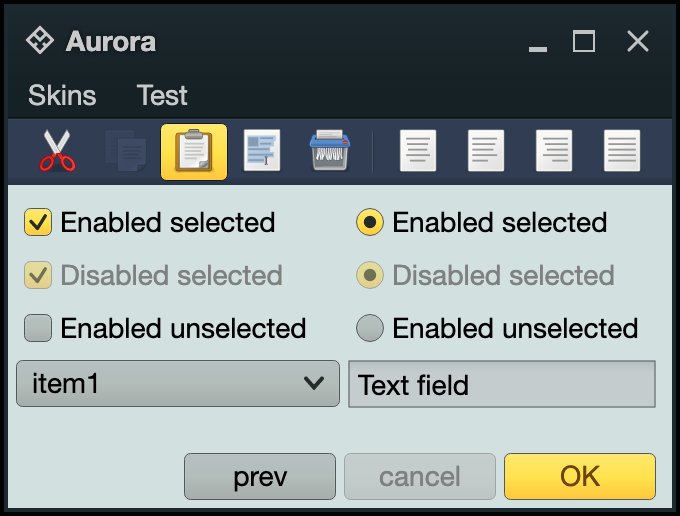 Aurora
Skins Test
Enabled selected Enabled selected
Disabled selected Disabled selected
Enabled unselected Enabled unselected
item1 Text field
prev cancel OK